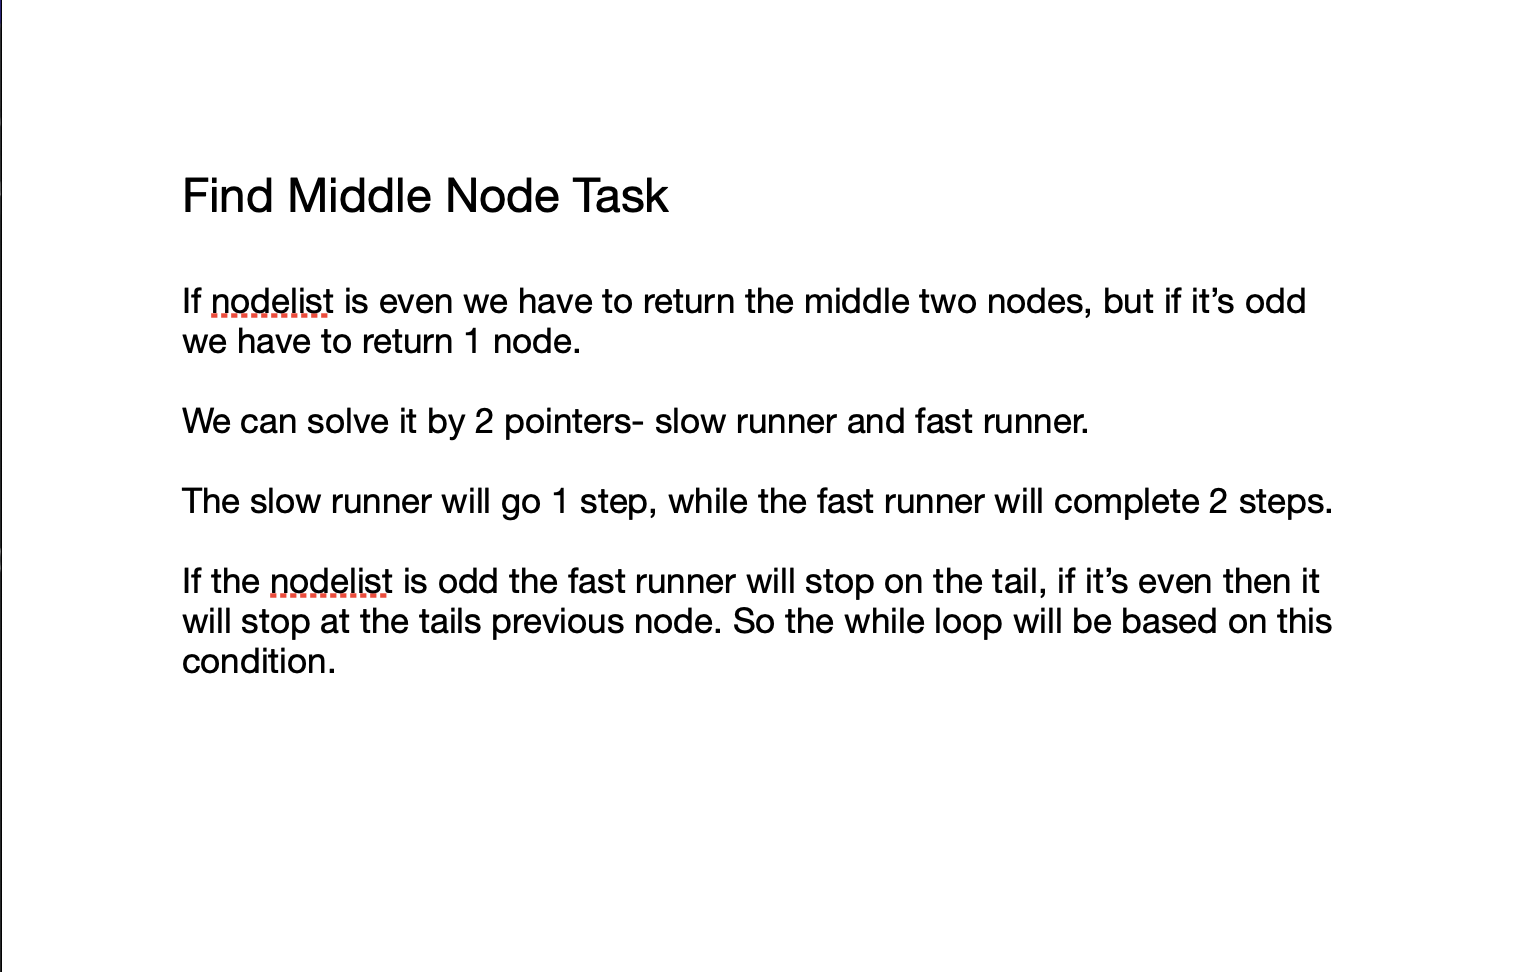 Find Middle Node Task
If nodelist is even we have to return the middle two nodes, but if it’s odd
we have to return 1 node.
We can solve it by 2 pointers- slow runner and fast runner.
The slow runner will go 1 step, while the fast runner will complete 2 steps.
If the nodelist is odd the fast runner will stop on the tail, if it’s even then it
will stop at the tails previous node. So the while loop will be based on this
condition.